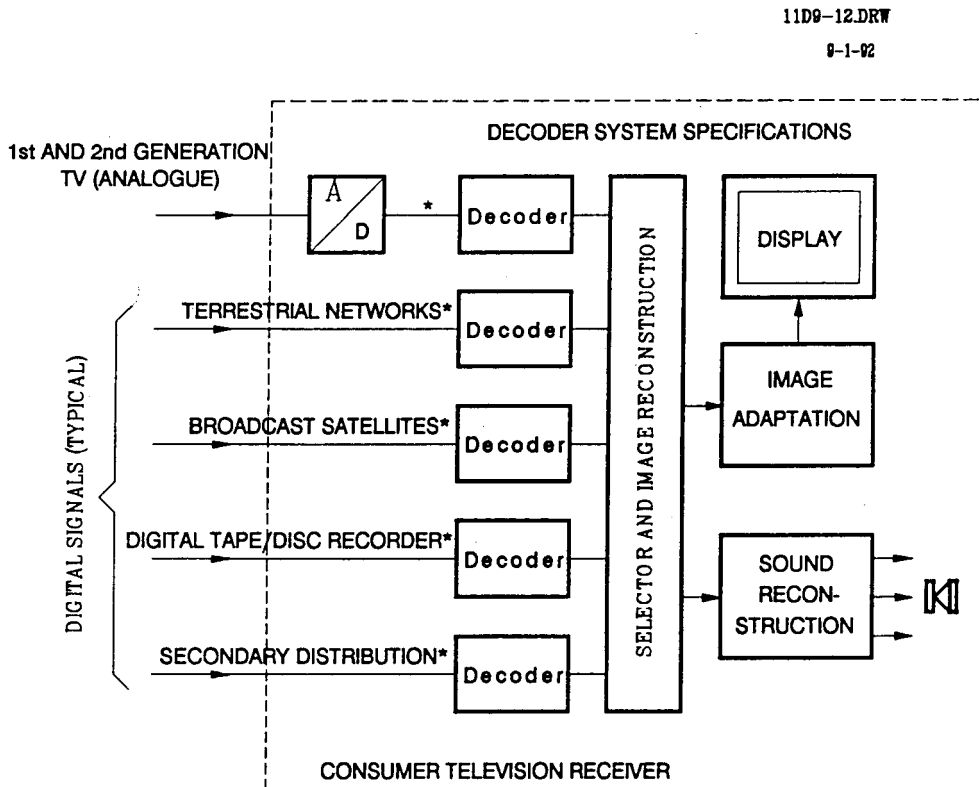 11D9-12.DRW
9-1-92
DECODER SYSTEM SPECIFICATIONS
1st AND 2nd GENERATION
TV (ANALOGUE)
A
D
*
Decoder
DISPLAY
TERRESTRIAL NETWORKS*
Decoder
IMAGE
ADAPTATION
BROADCAST SATELLITES*
Decoder
DIGITAL SIGNALS (TYPICAL)
SELECTOR AND IMAGE RECONSTRUCTION
DIGITAL TAPE/DISC RECORDER*
Decoder
SOUND
RECON-
STRUCTION
SECONDARY DISTRIBUTION*
Decoder
CONSUMER TELEVISION RECEIVER